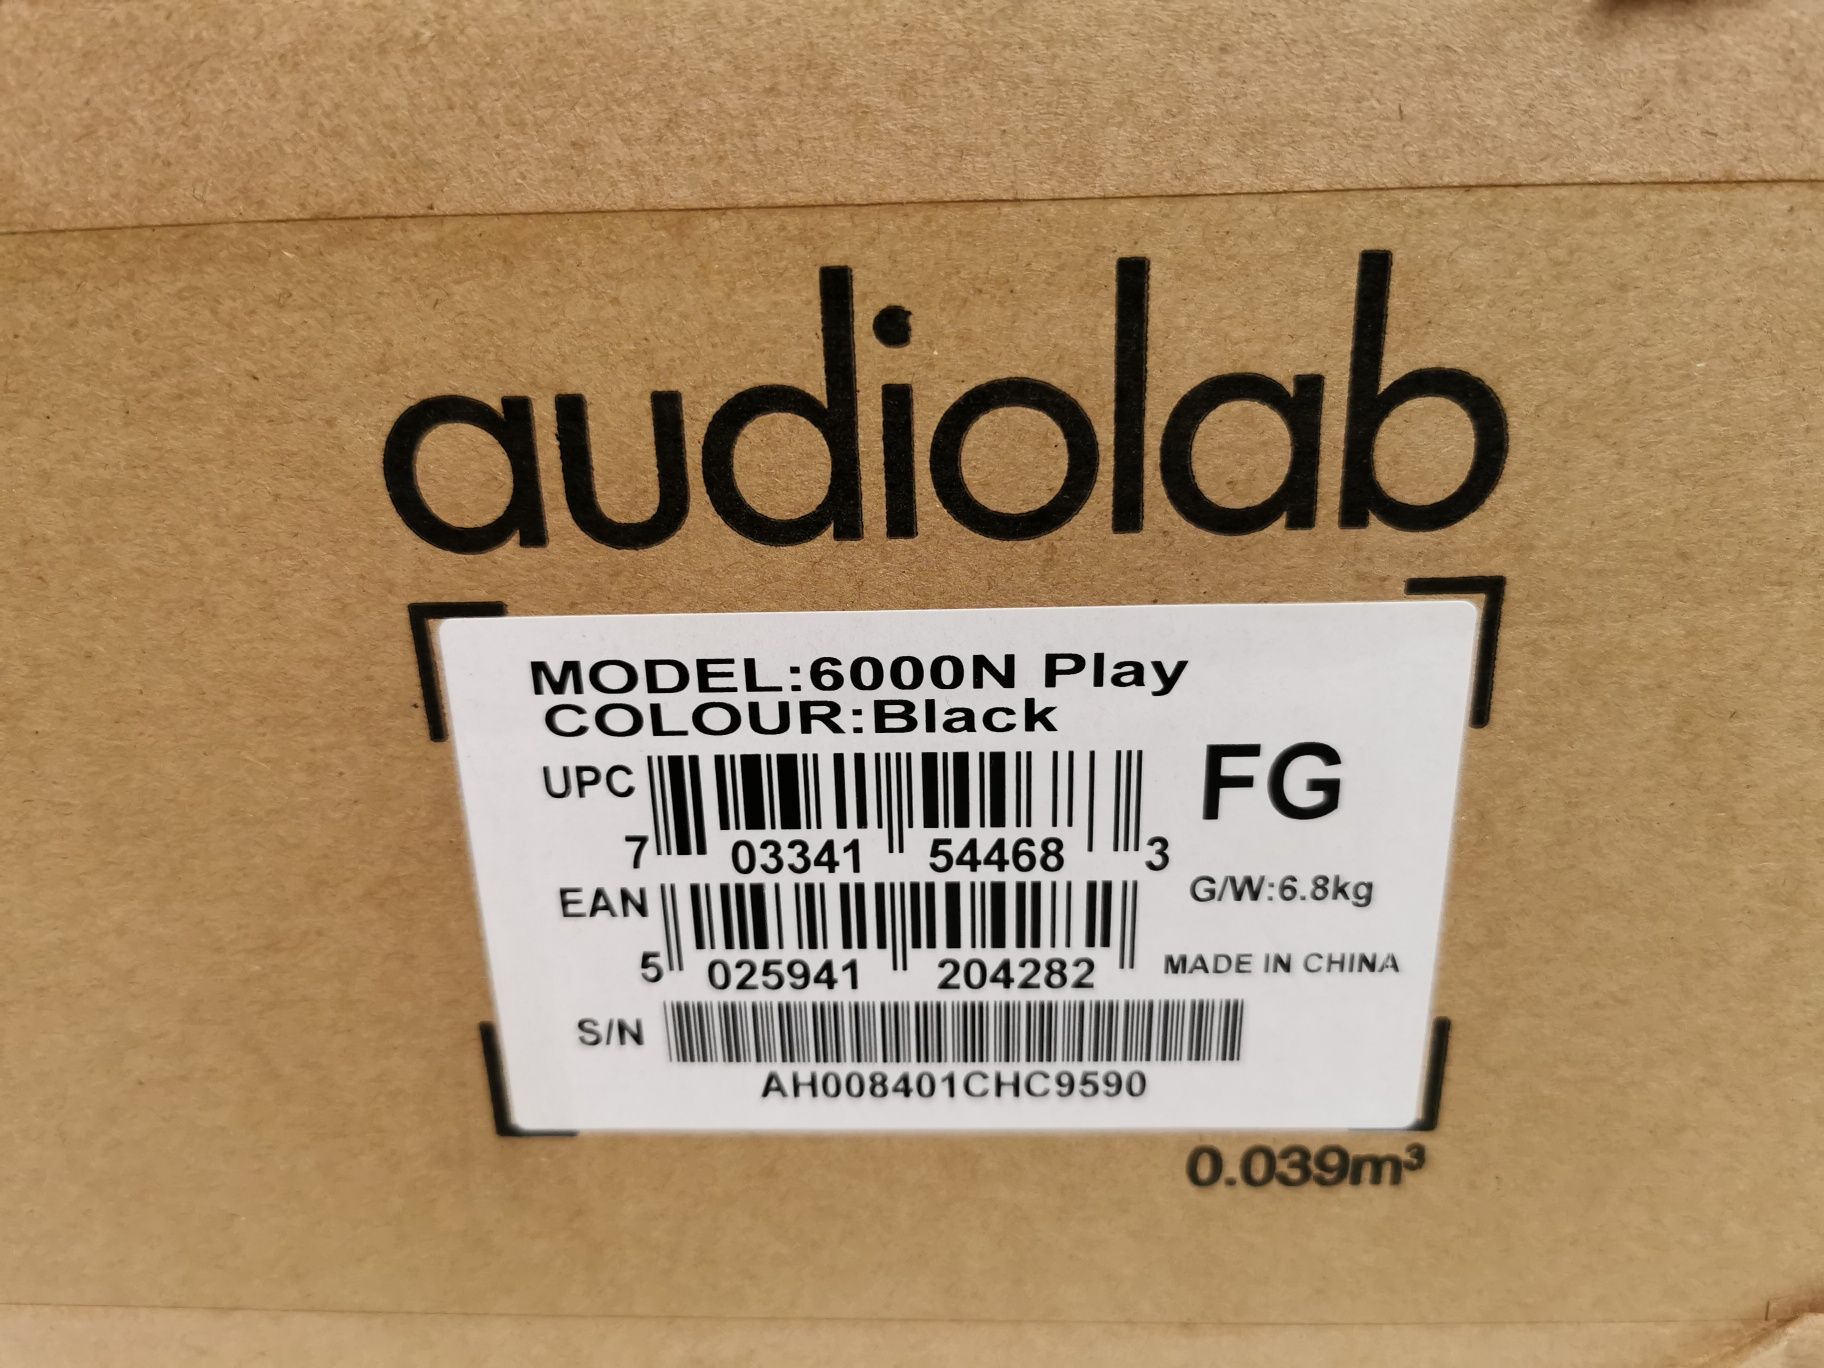 audiolab
MODEL:6000N Play
COLOUR:Black
UPC
7 03341 54468 3
FG
EAN
5 025941 204282
G/W:6.8kg
MADE IN CHINA
S/N
AH008401CHC9590
0.039m³